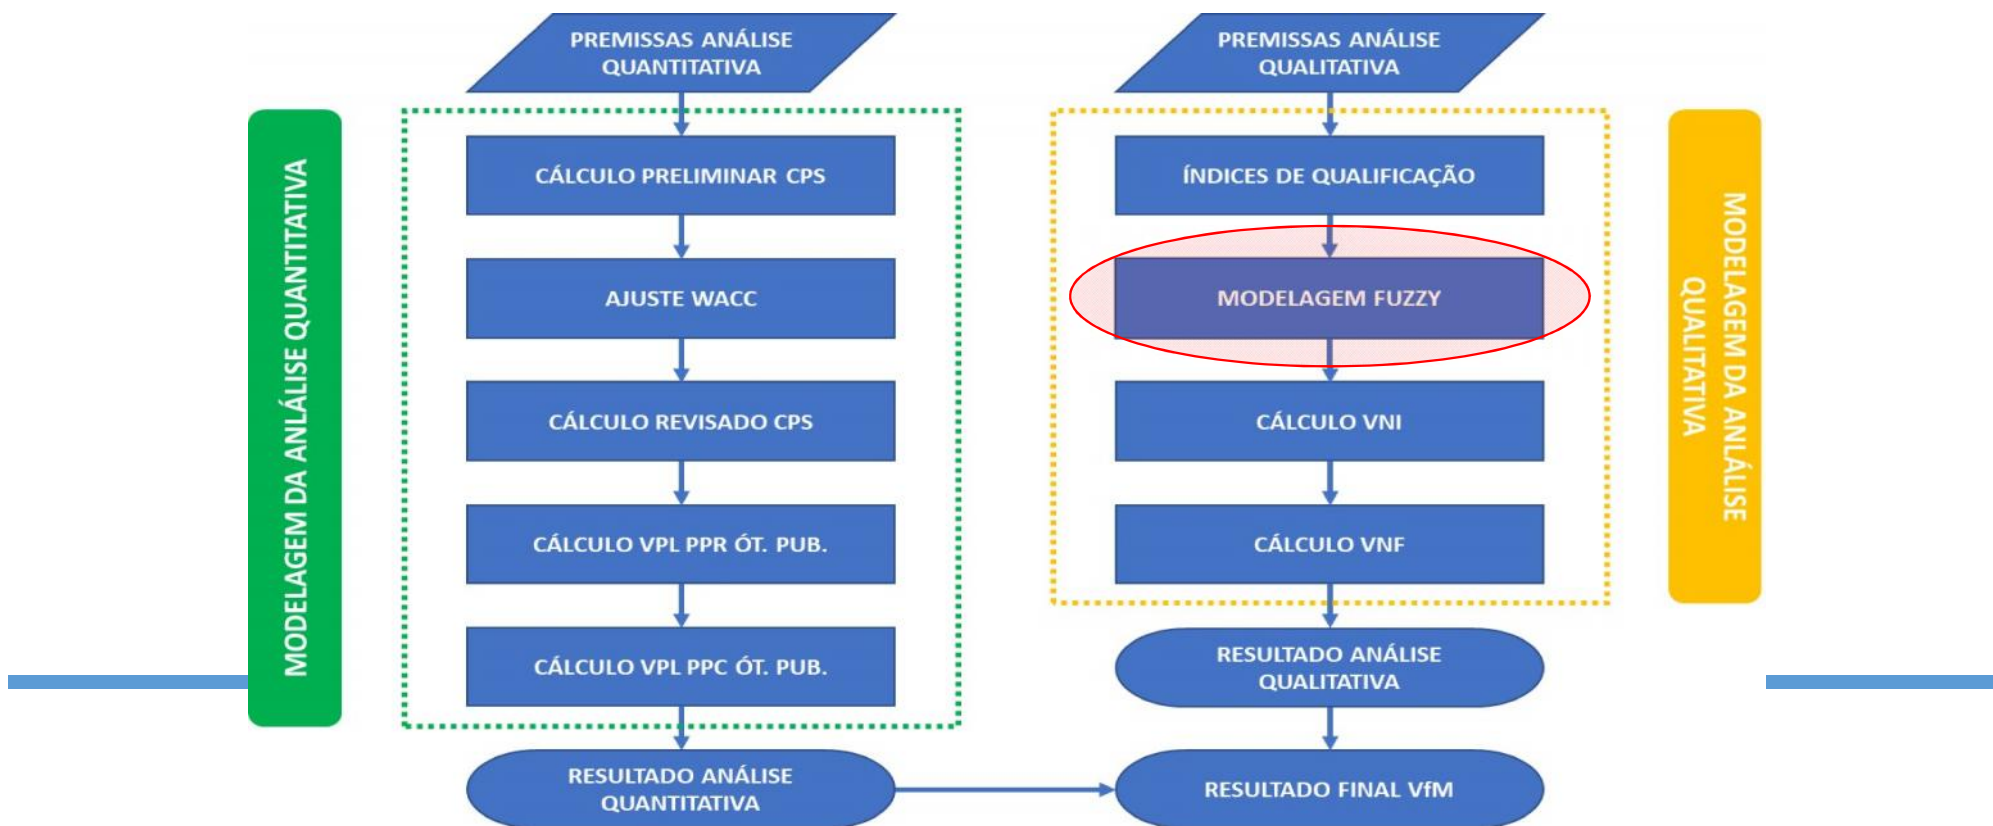 PREMISSAS ANÁLISE
QUANTITATIVA
MODELAGEM DA ANLÁLISE QUANTITATIVA
CÁLCULO PRELIMINAR CPS
AJUSTE WACC
CÁLCULO REVISADO CPS
CÁLCULO VPL PPR ÓT. PUB.
CÁLCULO VPL PPC ÓT. PUB.
RESULTADO ANÁLISE
QUANTITATIVA
PREMISSAS ANÁLISE
QUALITATIVA
ÍNDICES DE QUALIFICAÇÃO
MODELAGEM FUZZY
CÁLCULO VNI
CÁLCULO VNF
RESULTADO ANÁLISE
QUALITATIVA
RESULTADO FINAL VfM
MODELAGEM DA ANLÁLISE
QUALITATIVA